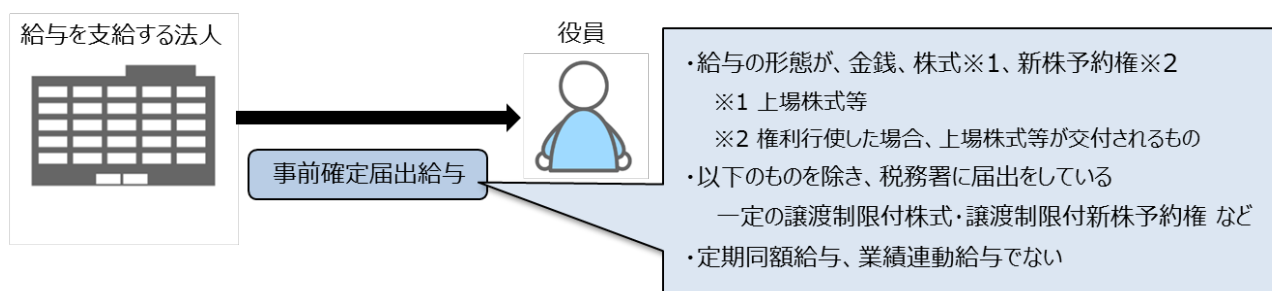 給与を支給する法人
役員
事前確定届出給与
・給与の形態が、金銭、株式※1、新株予約権※2
※1 上場株式等
※2 権利行使した場合、上場株式等が交付されるもの
・以下のものを除き、税務署に届出をしている
一定の譲渡制限付株式・譲渡制限付新株予約権 など
・定期同額給与、業績連動給与でない